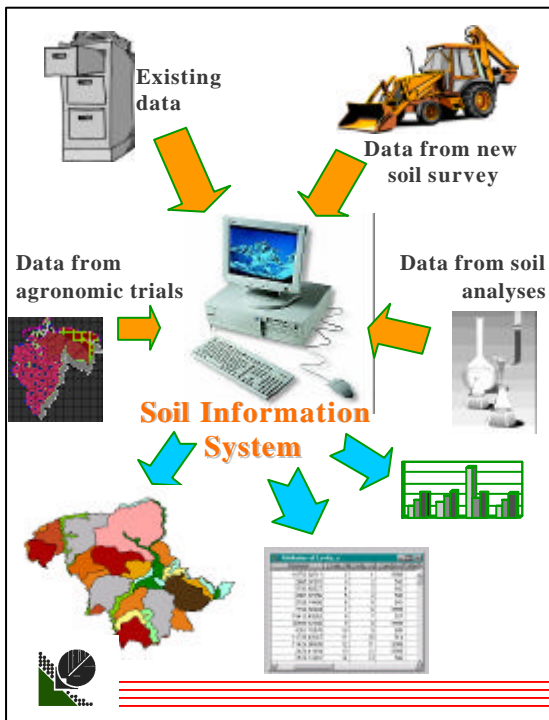 Existing
data
Data from new
soil survey
Data from
agronomic trials
Data from soil
analyses
Soil Information
System